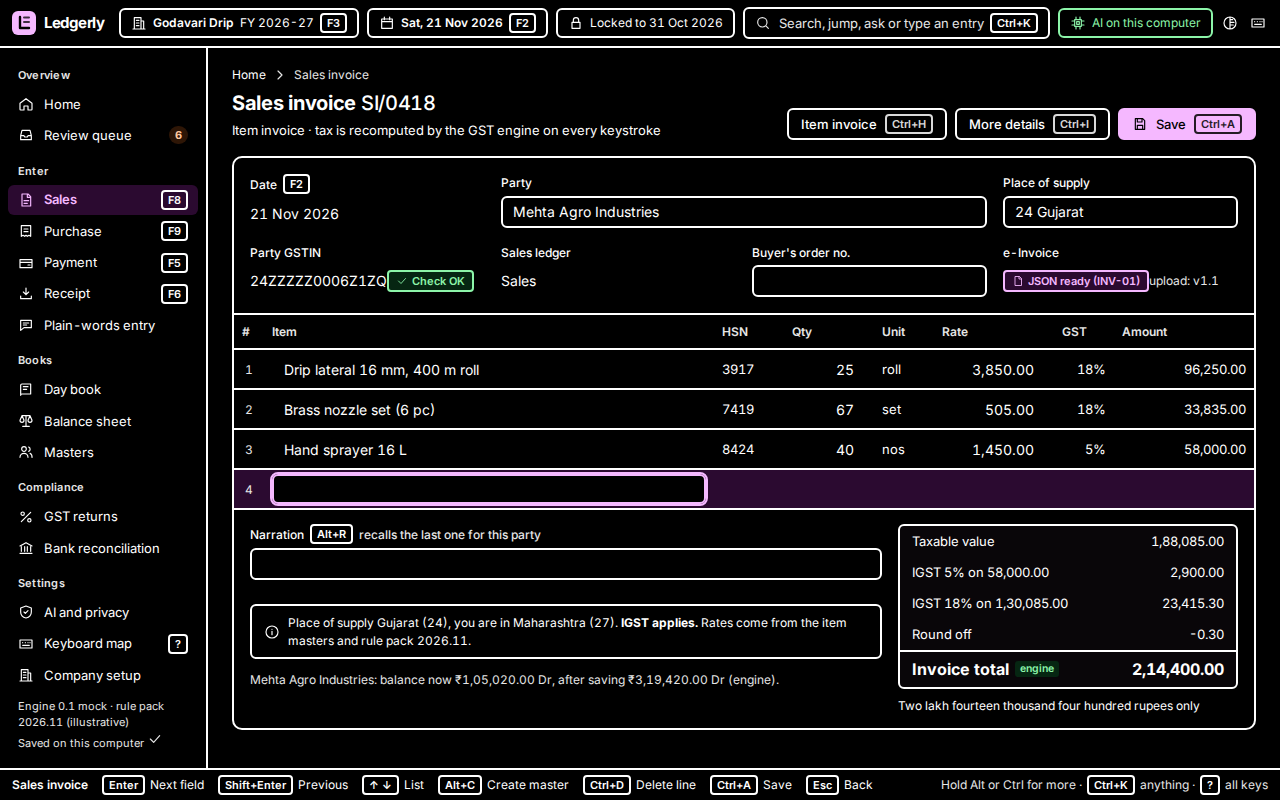 Ledgerly
Godavari Drip FY 2026-27 F3
Sat, 21 Nov 2026 F2
Locked to 31 Oct 2026
Search, jump, ask or type an entry Ctrl+K
AI on this computer
Overview
Home
Review queue 6
Enter
Sales F8
Purchase F9
Payment F5
Receipt F6
Plain-words entry
Books
Day book
Balance sheet
Masters
Compliance
GST returns
Bank reconciliation
Settings
AI and privacy
Keyboard map ?
Company setup
Engine 0.1 mock · rule pack
2026.11 (illustrative)
Saved on this computer
Home Sales invoice
Sales invoice SI/0418
Item invoice · tax is recomputed by the GST engine on every keystroke
Item invoice Ctrl+H
More details Ctrl+I
Save Ctrl+A
Date F2
21 Nov 2026
Party
Mehta Agro Industries
Place of supply
24 Gujarat
Party GSTIN
24ZZZZZ0006Z1ZQ Check OK
Sales ledger
Sales
Buyer's order no.
e-Invoice
JSON ready (INV-01) upload: v1.1
# Item HSN Qty Unit Rate GST Amount
1 Drip lateral 16 mm, 400 m roll 3917 25 roll 3,850.00 18% 96,250.00
2 Brass nozzle set (6 pc) 7419 67 set 505.00 18% 33,835.00
3 Hand sprayer 16 L 8424 40 nos 1,450.00 5% 58,000.00
4
Narration Alt+R recalls the last one for this party
Place of supply Gujarat (24), you are in Maharashtra (27). IGST applies. Rates come from the item
masters and rule pack 2026.11.
Mehta Agro Industries: balance now ₹1,05,020.00 Dr, after saving ₹3,19,420.00 Dr (engine).
Taxable value 1,88,085.00
IGST 5% on 58,000.00 2,900.00
IGST 18% on 1,30,085.00 23,415.30
Round off -0.30
Invoice total engine 2,14,400.00
Two lakh fourteen thousand four hundred rupees only
Sales invoice Enter Next field Shift+Enter Previous ↑ ↓ List Alt+C Create master Ctrl+D Delete line Ctrl+A Save Esc Back Hold Alt or Ctrl for more · Ctrl+K anything · ? all keys